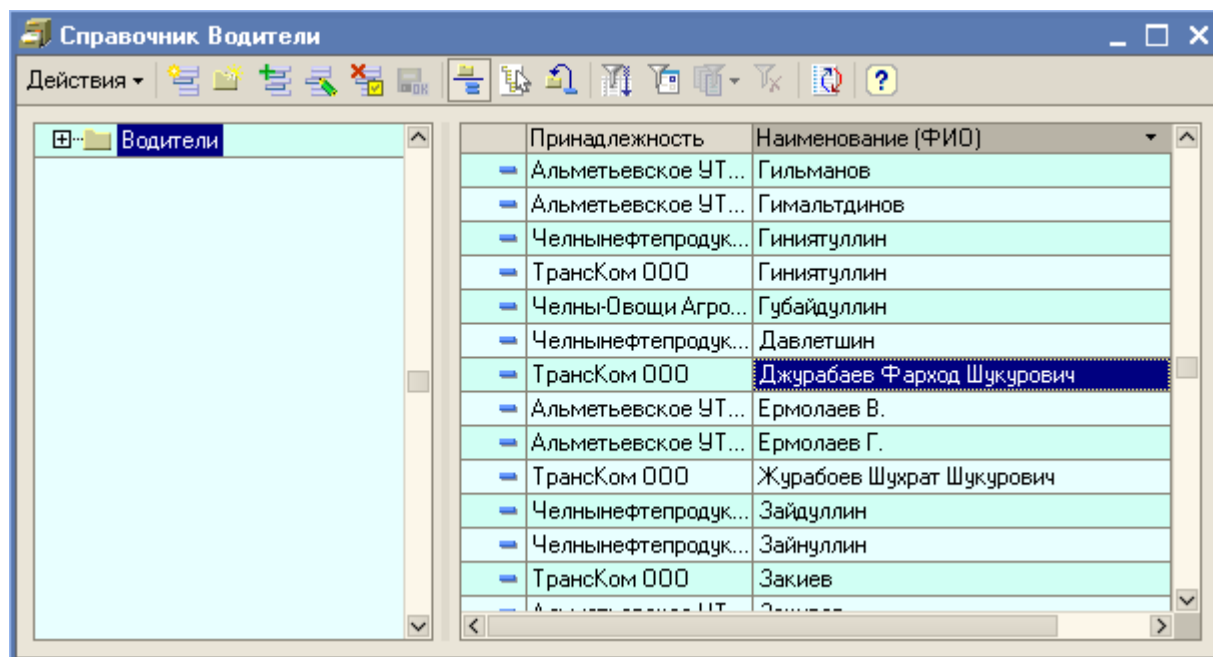 Справочник Водители
Действия
Водители
Принадлежность Наименование (ФИО)
Альметьевское УТ... Гильманов
Альметьевское УТ... Гимальтдинов
Челнынефтепродук... Гиниятуллин
ТрансКом ООО Гиниятуллин
Челны-Овощи Агро... Губайдуллин
Челнынефтепродук... Давлетшин
ТрансКом ООО Джурабаев Фарход Шукурович
Альметьевское УТ... Ермолаев В.
Альметьевское УТ... Ермолаев Г.
ТрансКом ООО Журабоев Шухрат Шукурович
Челнынефтепродук... Зайдуллин
Челнынефтепродук... Зайнуллин
ТрансКом ООО Закиев